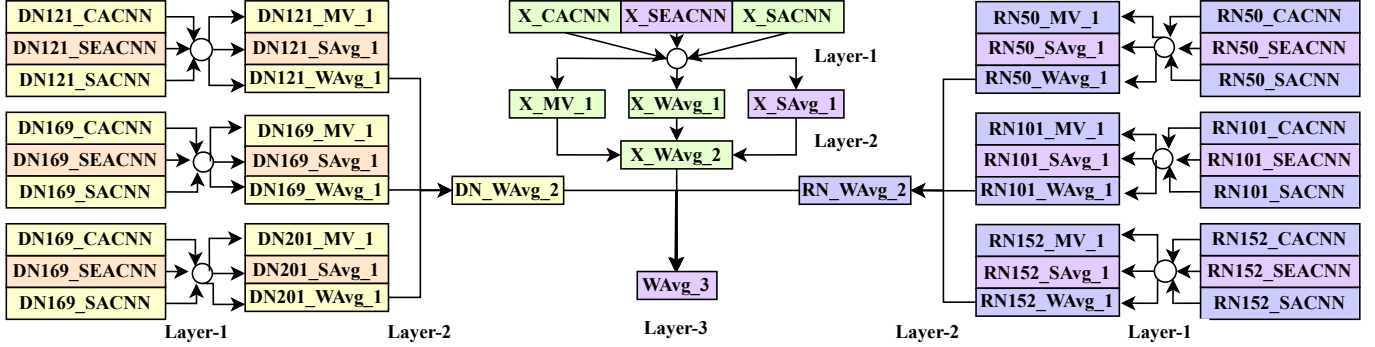 DN121_CACNN
DN121_SEACNN
DN121_SACNN
DN121_MV_1
DN121_SAvg_1
DN121_WAvg_1
DN169_CACNN
DN169_SEACNN
DN169_SACNN
DN169_MV_1
DN169_SAvg_1
DN169_WAvg_1
DN169_CACNN
DN169_SEACNN
DN169_SACNN
DN201_MV_1
DN201_SAvg_1
DN201_WAvg_1
Layer-1
Layer-2
DN_WAvg_2
X_CACNN
X_SEACNN
X_SACNN
Layer-1
X_MV_1
X_WAvg_1
X_SAvg_1
Layer-2
X_WAvg_2
WAvg_3
Layer-3
RN_WAvg_2
RN50_MV_1
RN50_SAvg_1
RN50_WAvg_1
RN50_CACNN
RN50_SEACNN
RN50_SACNN
RN101_MV_1
RN101_SAvg_1
RN101_WAvg_1
RN101_CACNN
RN101_SEACNN
RN101_SACNN
RN152_MV_1
RN152_SAvg_1
RN152_WAvg_1
RN152_CACNN
RN152_SEACNN
RN152_SACNN
Layer-2
Layer-1